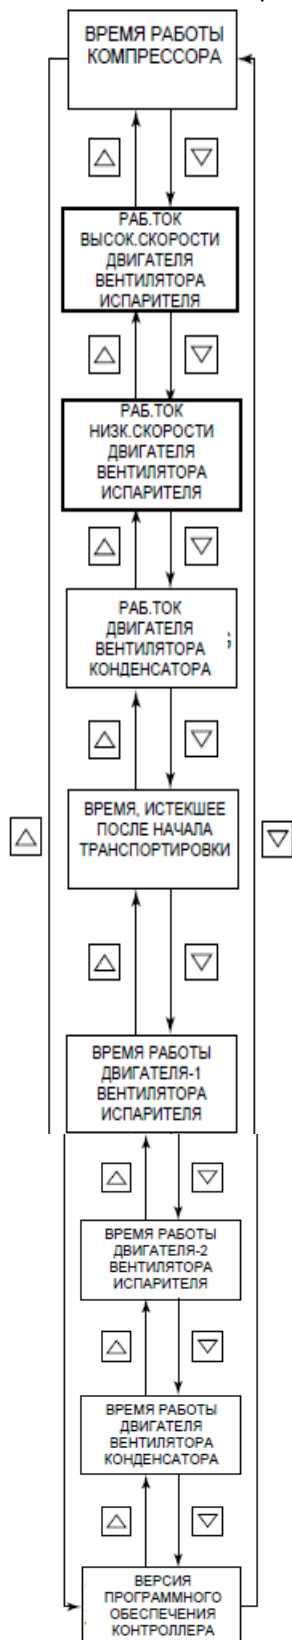 ВРЕМЯ РАБОТЫ
КОМПРЕССОРА
РАБ.ТОК
ВЫСОК.СКОРОСТИ
ДВИГАТЕЛЯ
ВЕНТИЛЯТОРА
ИСПАРИТЕЛЯ
РАБ.ТОК
НИЗК.СКОРОСТИ
ДВИГАТЕЛЯ
ВЕНТИЛЯТОРА
ИСПАРИТЕЛЯ
РАБ.ТОК
ДВИГАТЕЛЯ
ВЕНТИЛЯТОРА
КОНДЕНСАТОРА
ВРЕМЯ, ИСТЕКШЕЕ
ПОСЛЕ НАЧАЛА
ТРАНСПОРТИРОВКИ
ВРЕМЯ РАБОТЫ
ДВИГАТЕЛЯ-1
ВЕНТИЛЯТОРА
ИСПАРИТЕЛЯ
ВРЕМЯ РАБОТЫ
ДВИГАТЕЛЯ-2
ВЕНТИЛЯТОРА
ИСПАРИТЕЛЯ
ВРЕМЯ РАБОТЫ
ДВИГАТЕЛЯ
ВЕНТИЛЯТОРА
КОНДЕНСАТОРА
ВЕРСИЯ
ПРОГРАММНОГО
ОБЕСПЕЧЕНИЯ
КОНТРОЛЛЕРА